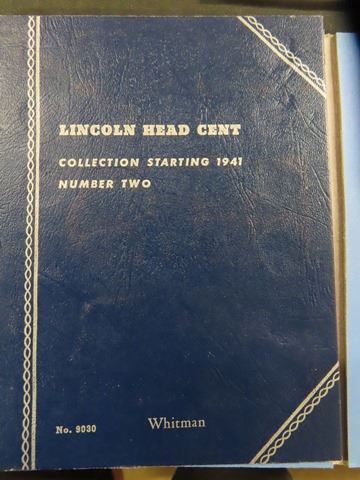 LINCOLN HEAD CENT
COLLECTION STARTING 1941
NUMBER TWO
No. 9030
Whitman